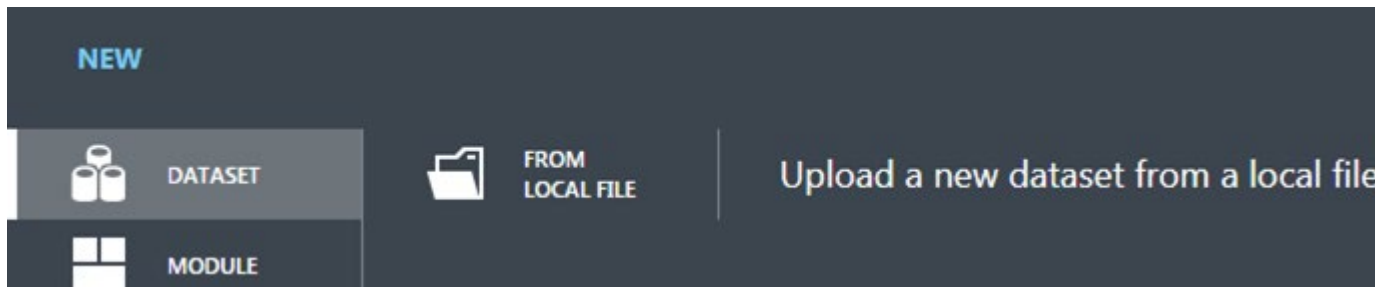 NEW
DATASET
FROM
LOCAL FILE
Upload a new dataset from a local file
MODULE